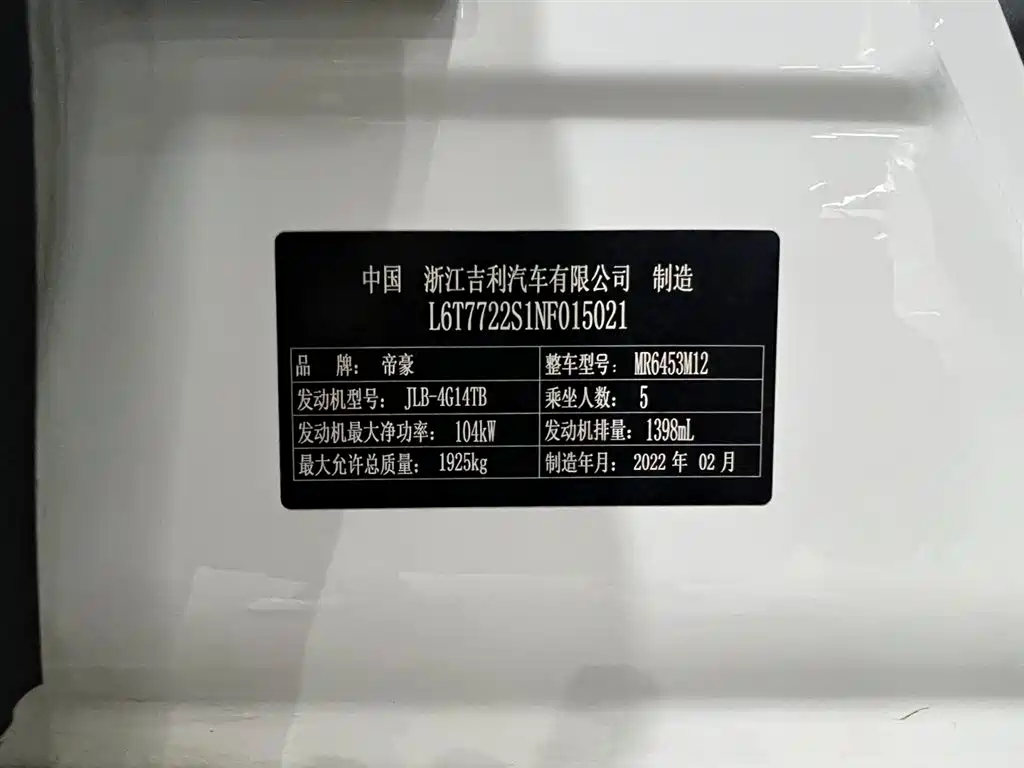 中国 浙江吉利汽车有限公司 制造
L6T7722S1NF015021
品 牌: 帝豪 整车型号: MR6453M12
发动机型号: JLB-4G14TB 乘坐人数: 5
发动机最大净功率: 104kW 发动机排量: 1398mL
最大允许总质量: 1925kg 制造年月: 2022 年 02 月